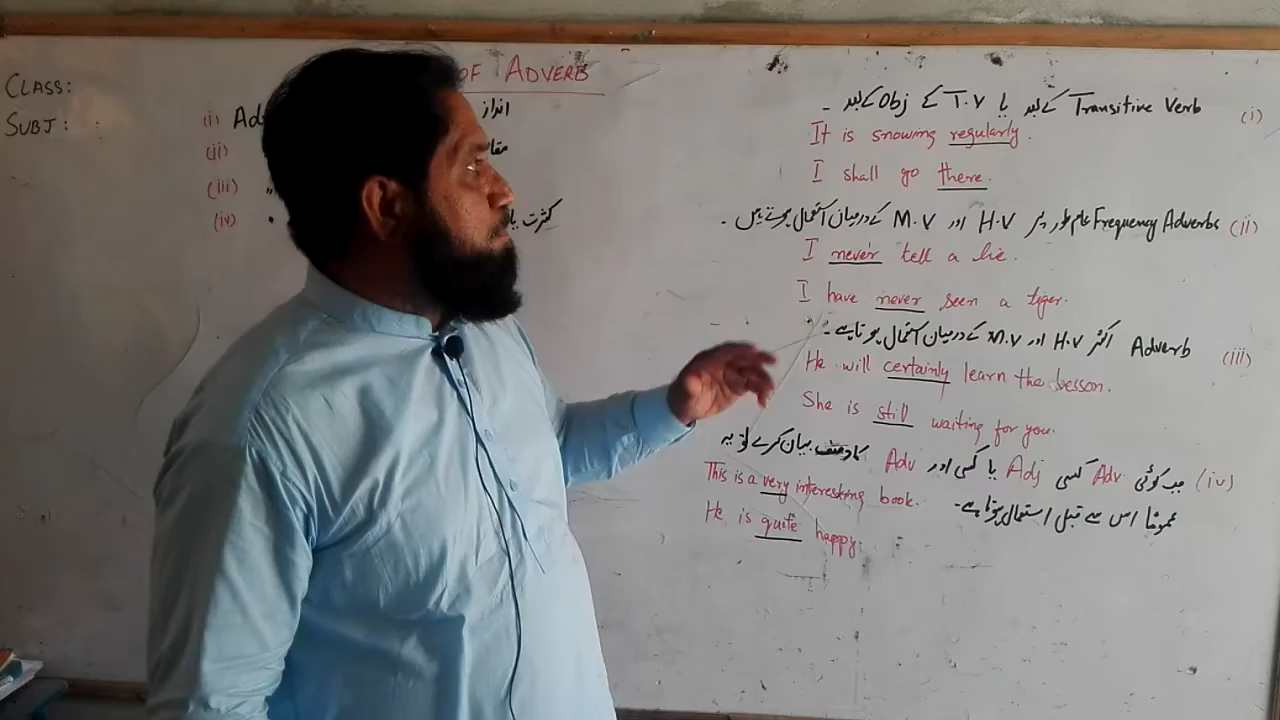 OF ADVERB
CLASS:
SUBJ :
(i) Ad
انداز
(ii)
مقا
(iii) "
(iv) "
کثرت یا
(i) Transitive Verb کے بعد یا T.V کے Obj کے بعد ۔
It is snowing regularly.
I shall go there.
(ii) Frequency Adverbs عام طور پر H.V اور M.V کے درمیان استعمال ہوتے ہیں ۔
I never tell a lie.
I have never seen a tiger.
(iii) Adverb اکثر H.V اور M.V کے درمیان استعمال ہوتا ہے ۔
He will certainly learn the lesson.
She is still waiting for you.
(iv) جب کوئی Adv کسی Adj یا کسی اور Adv کا وصف بیان کرے تو یہ
عموماً اس سے قبل استعمال ہوتا ہے ۔
This is a very interesting book.
He is quite happy.